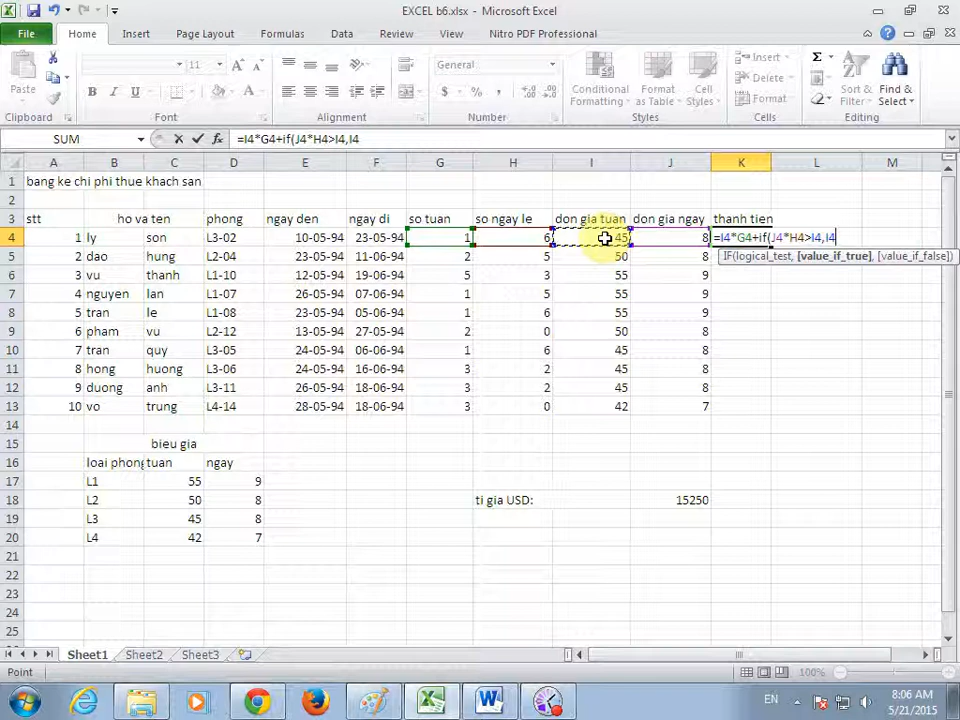 EXCEL b6.xlsx - Microsoft Excel
File Home Insert Page Layout Formulas Data Review View Nitro PDF Professional
Paste
11
B I U
General
$ % ,
Conditional Formatting
Format as Table
Cell Styles
Insert
Delete
Format
Sort & Filter
Find & Select
Clipboard Font Alignment Number Styles Cells Editing
SUM =I4*G4+if(J4*H4>I4,I4
A B C D E F G H I J K L M
1 bang ke chi phi thue khach san
2
3 stt ho va ten phong ngay den ngay di so tuan so ngay le don gia tuan don gia ngay thanh tien
4 1 ly son L3-02 10-05-94 23-05-94 1 6 45 8 =I4*G4+if(J4*H4>I4,I4
IF(logical_test, [value_if_true], [value_if_false])
5 2 dao hung L2-04 23-05-94 11-06-94 2 5 50 8
6 3 vu thanh L1-10 12-05-94 19-06-94 5 3 55 9
7 4 nguyen lan L1-07 26-05-94 07-06-94 1 5 55 9
8 5 tran le L1-08 23-05-94 05-06-94 1 6 55 9
9 6 pham vu L2-12 13-05-94 27-05-94 2 0 50 8
10 7 tran quy L3-05 24-05-94 06-06-94 1 6 45 8
11 8 hong huong L3-06 24-05-94 16-06-94 3 2 45 8
12 9 duong anh L3-11 26-05-94 18-06-94 3 2 45 8
13 10 vo trung L4-14 28-05-94 18-06-94 3 0 42 7
14
15 bieu gia
16 loai phong tuan ngay
17 L1 55 9
18 L2 50 8 ti gia USD: 15250
19 L3 45 8
20 L4 42 7
21
22
23
24
25
Sheet1 Sheet2 Sheet3
Point 100%
EN 8:06 AM
5/21/2015